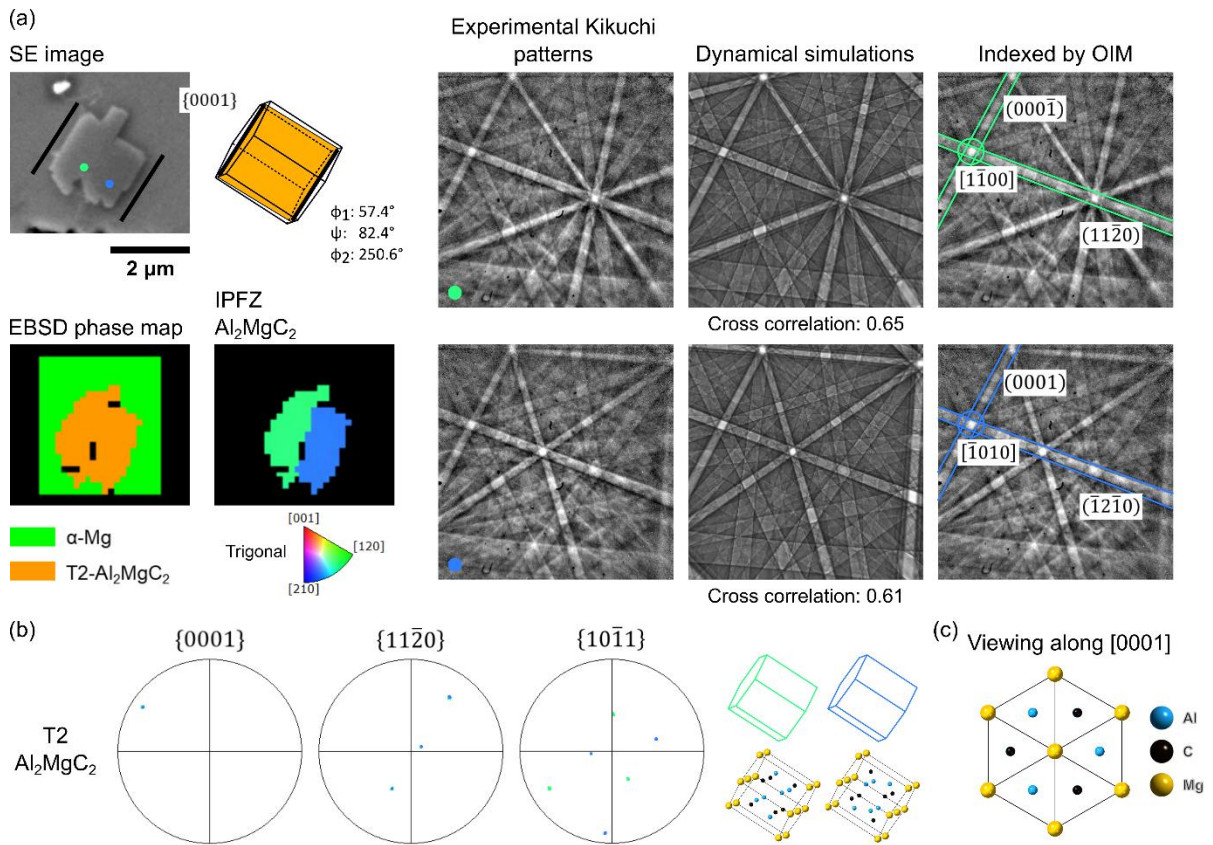 (a)
SE image
{0001}
ϕ1: 57.4°
ψ: 82.4°
ϕ2: 250.6°
2 μm
EBSD phase map
IPFZ
Al₂MgC₂
α-Mg
T2-Al₂MgC₂
Trigonal
[001]
[120]
[210]
Experimental Kikuchi
patterns
Dynamical simulations
Indexed by OIM
(0001̄)
[11̄00]
(112̄0)
Cross correlation: 0.65
(0001)
[1̄010]
(1̄21̄0)
Cross correlation: 0.61
(b)
{0001}
{112̄0}
{101̄1}
T2
Al₂MgC₂
(c)
Viewing along [0001]
Al
C
Mg